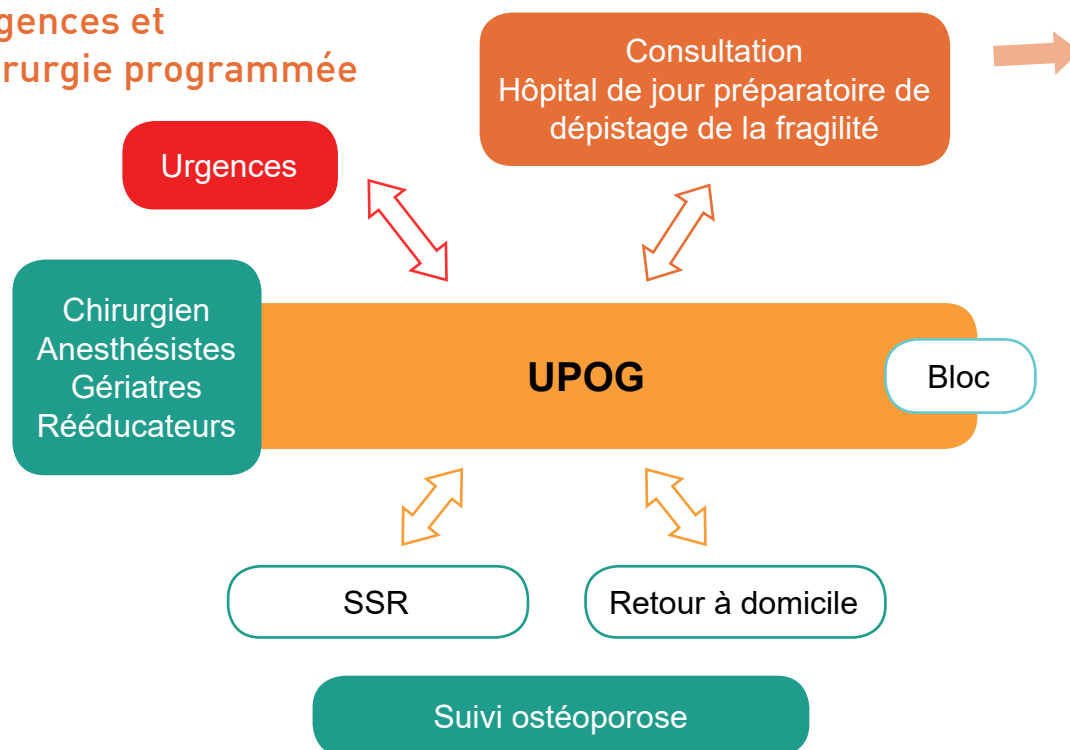 gences et
rurgie programmée
Consultation
Hôpital de jour préparatoire de
dépistage de la fragilité
Urgences
Chirurgien
Anesthésistes
Gériatres
Rééducateurs
UPOG
Bloc
SSR
Retour à domicile
Suivi ostéoporose